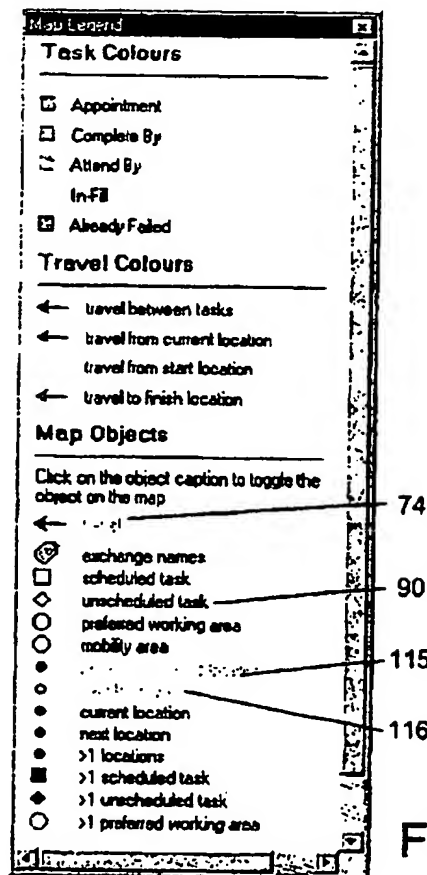 Map Legend
Task Colours
Appointment
Complete By
Attend By
In-Fill
Already Failed
Travel Colours
travel between tasks
travel from current location
travel from start location
travel to finish location
Map Objects
Click on the object caption to toggle the
object on the map
74
exchange names
scheduled task
unscheduled task
90
preferred working area
mobility area
115
116
current location
next location
>1 locations
>1 scheduled task
>1 unscheduled task
>1 preferred working area
F